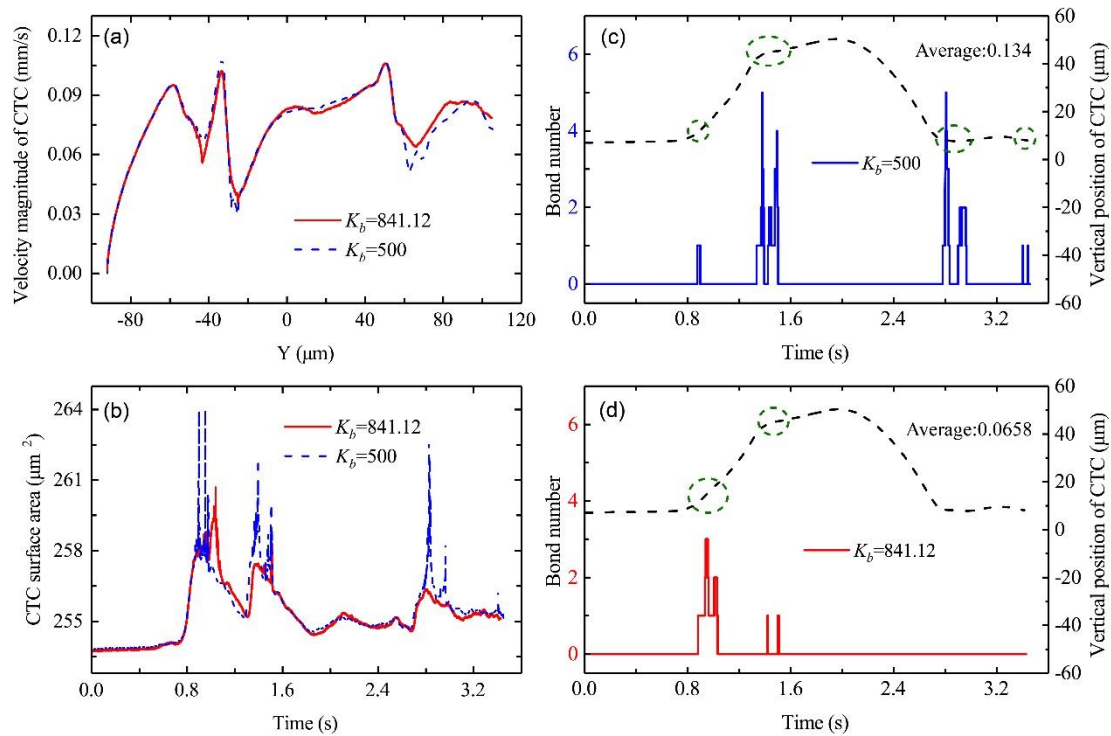 (a)
Velocity magnitude of CTC (mm/s)
0.12
0.09
0.06
0.03
0.00
K_b=841.12
K_b=500
-80 -40 0 40 80 120
Y (μm)
(c)
Bond number
6
4
2
0
Average:0.134
K_b=500
60
50
40
20
0
-20
-40
-60
Vertical position of CTC (μm)
0.0 0.8 1.6 2.4 3.2
Time (s)
(b)
CTC surface area (μm²)
264
261
258
255
K_b=841.12
K_b=500
0.0 0.8 1.6 2.4 3.2
Time (s)
(d)
Bond number
6
4
2
0
Average:0.0658
K_b=841.12
60
40
20
0
-20
-40
-60
Vertical position of CTC (μm)
0.0 0.8 1.6 2.4 3.2
Time (s)